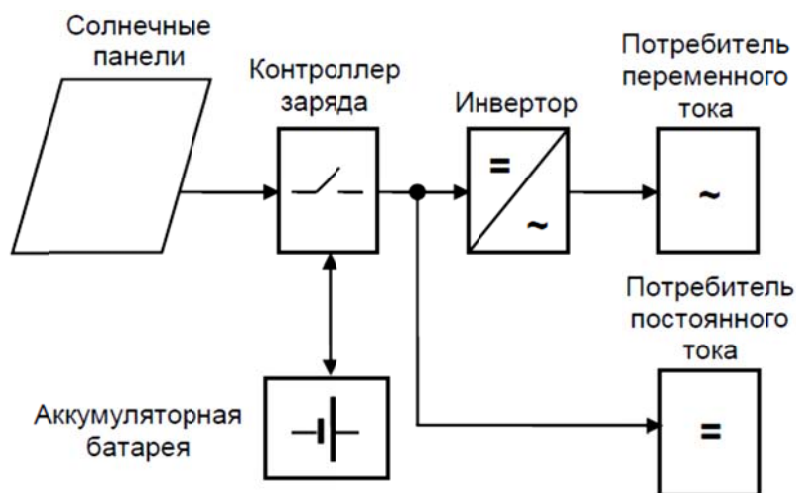 Солнечные
панели
Контроллер
заряда
Инвертор
Потребитель
переменного
тока
=
~
~
Потребитель
постоянного
тока
Аккумуляторная
батарея
=